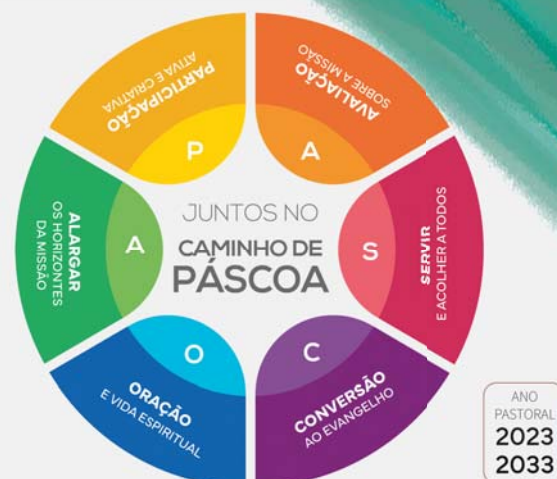 PARTICIPAÇÃO
ATIVA E CRIATIVA
P
AVALIAÇÃO
SOBRE A MISSÃO
A
SERVIR
E ACOLHER A TODOS
S
CONVERSÃO
AO EVANGELHO
C
ORAÇÃO
E VIDA ESPIRITUAL
O
ALARGAR
OS HORIZONTES
DA MISSÃO
A
JUNTOS NO
CAMINHO DE
PÁSCOA
ANO
PASTORAL
2023
2033